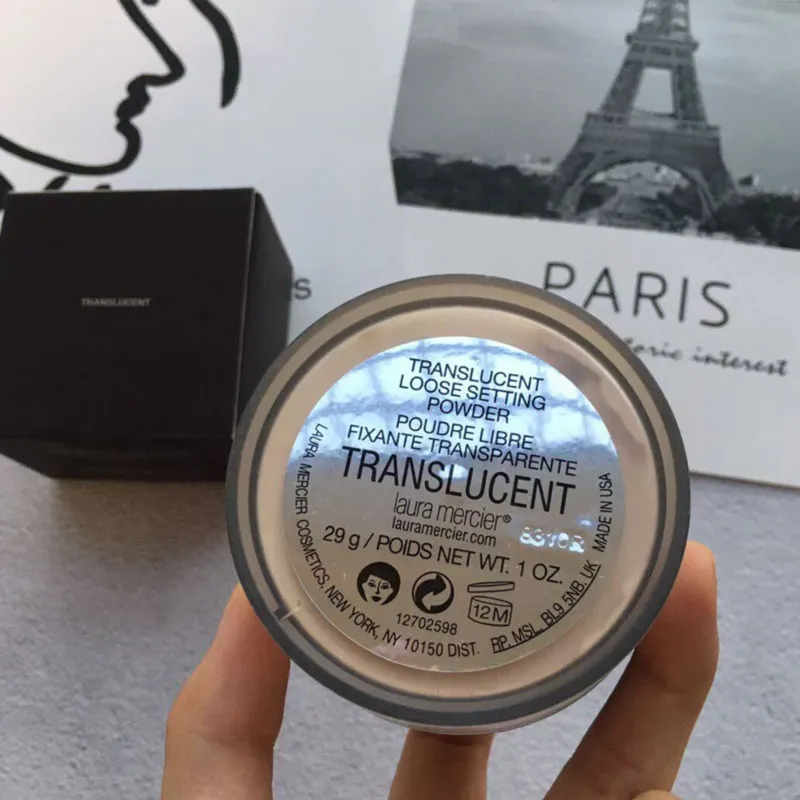 PARIS
toric interest
TRANSLUCENT
TRANSLUCENT
LOOSE SETTING
POWDER
POUDRE LIBRE
FIXANTE TRANSPARENTE
TRANSLUCENT
laura mercier®
lauramercier.com
29 g / POIDS NET WT. 1 OZ.
12M
12702598
LAURA MERCIER COSMETICS, NEW YORK, NY 10150 DIST. RP. MSL. BL9 5NB. UK MADE IN USA